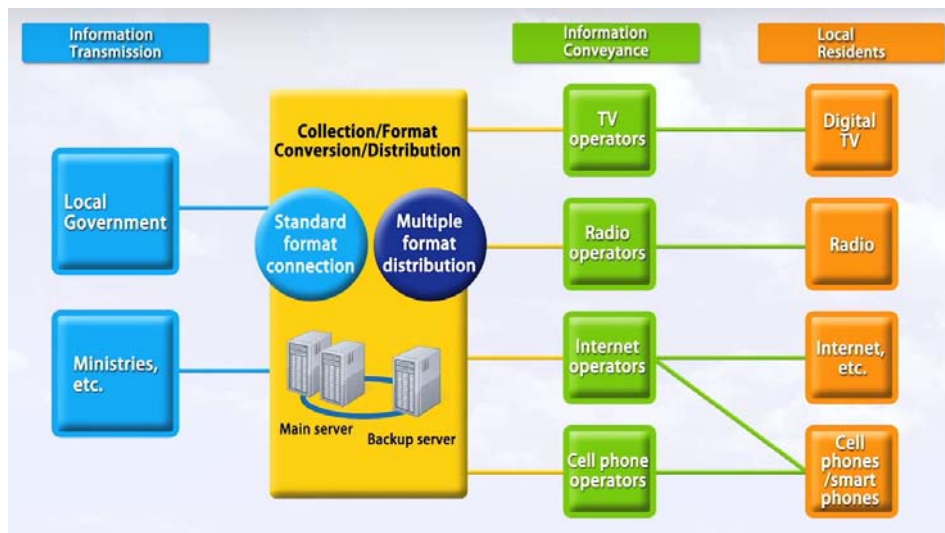 Information
Transmission
Information
Conveyance
Local
Residents
Local
Government
Ministries,
etc.
Collection/Format
Conversion/Distribution
Standard
format
connection
Multiple
format
distribution
Main server
Backup server
TV
operators
Radio
operators
Internet
operators
Cell phone
operators
Digital
TV
Radio
Internet,
etc.
Cell
phones
/smart
phones